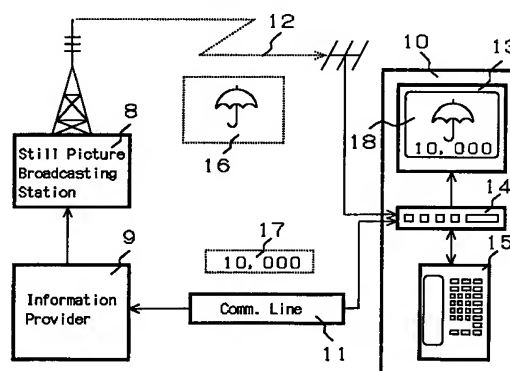 12
10
13
8
16
18
10,000
Still Picture
Broadcasting
Station
14
17
10,000
15
9
Information
Provider
Comm. Line
11